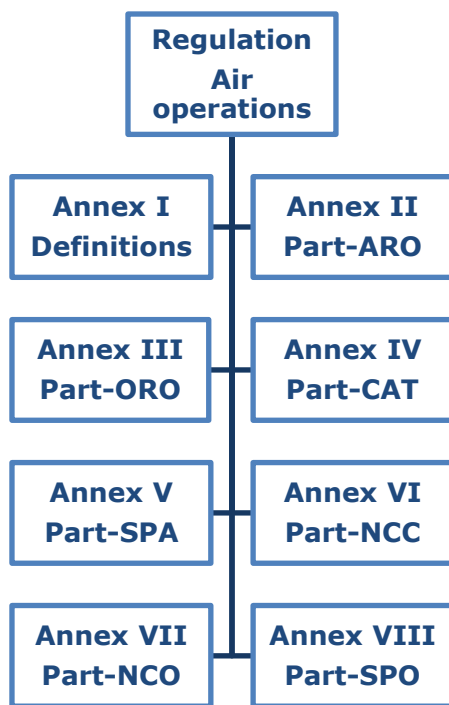 Regulation
Air
operations
Annex I
Definitions
Annex II
Part-ARO
Annex III
Part-ORO
Annex IV
Part-CAT
Annex V
Part-SPA
Annex VI
Part-NCC
Annex VII
Part-NCO
Annex VIII
Part-SPO